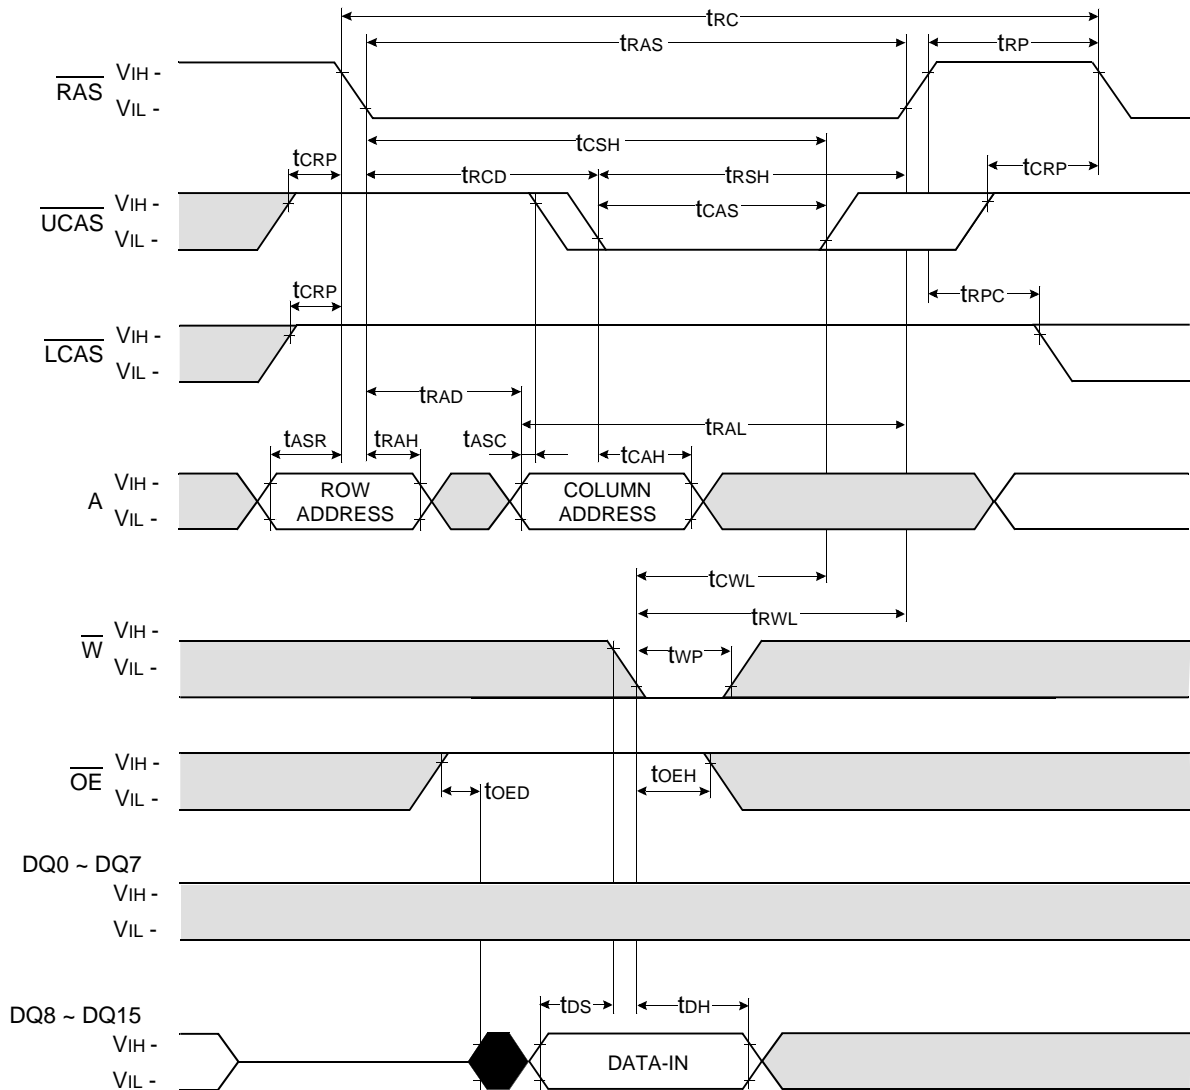 tRC
tRAS
tRP
RAS
VIH -
VIL -
tCSH
tCRP
tRCD
tRSH
tCRP
UCAS
VIH -
VIL -
tCAS
tCRP
tRPC
LCAS
VIH -
VIL -
tRAD
tRAL
tASR
tRAH
tASC
tCAH
A
VIH -
VIL -
ROW
ADDRESS
COLUMN
ADDRESS
tCWL
tRWL
W
VIH -
VIL -
tWP
OE
VIH -
VIL -
tOED
tOEH
DQ0 ~ DQ7
VIH -
VIL -
tDS
tDH
DQ8 ~ DQ15
VIH -
VIL -
DATA-IN